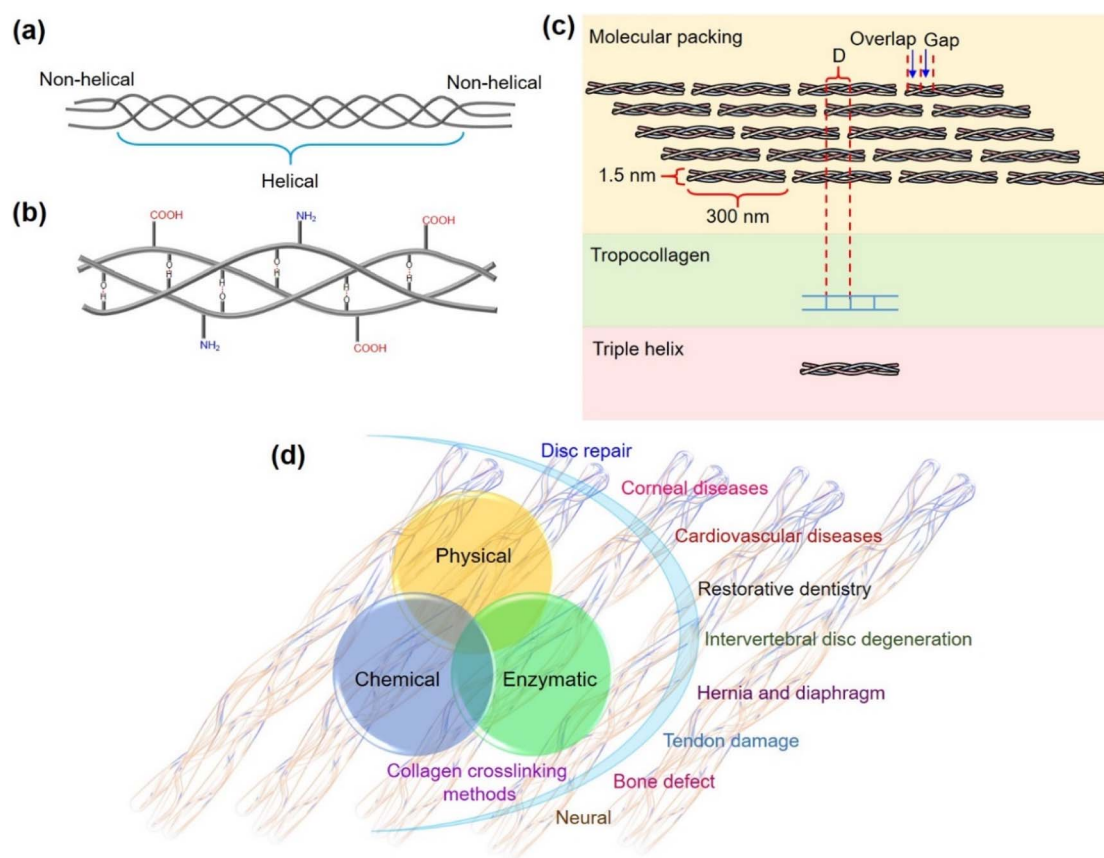 (a)
Non-helical
Non-helical
Helical
(b)
COOH
NH₂
COOH
O
H
O
H
O
H
O
H
O
H
O
H
O
H
NH₂
COOH
(c)
Molecular packing
Overlap Gap
D
1.5 nm
300 nm
Tropocollagen
Triple helix
(d)
Disc repair
Corneal diseases
Cardiovascular diseases
Physical
Restorative dentistry
Intervertebral disc degeneration
Chemical
Enzymatic
Hernia and diaphragm
Tendon damage
Collagen crosslinking
methods
Bone defect
Neural